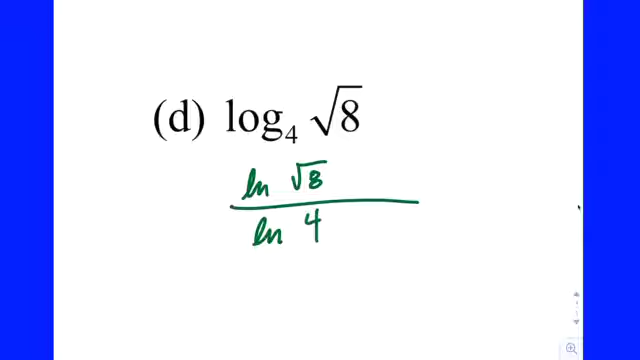 (d) log₄ √8
ln √8
ln 4